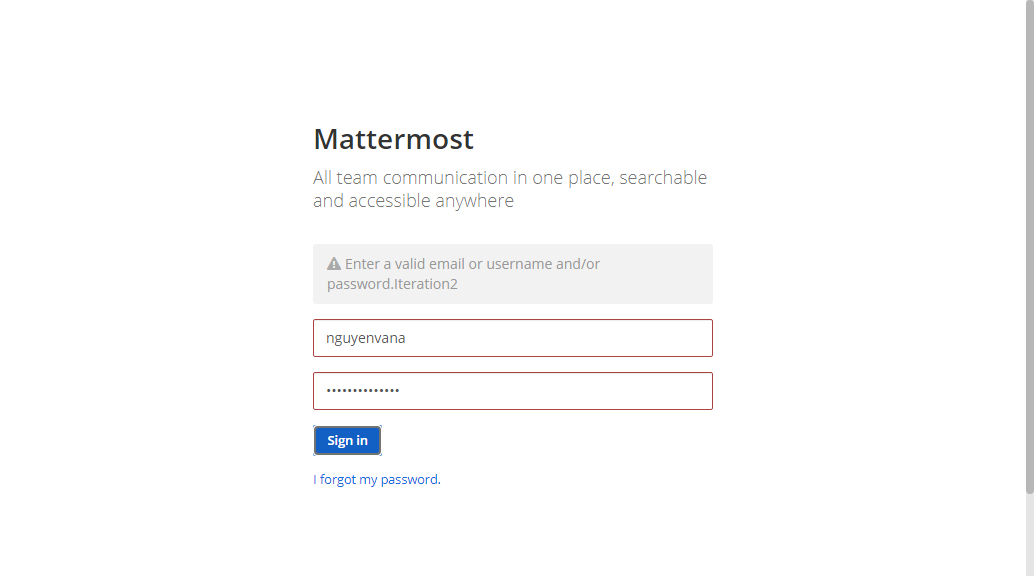 Mattermost
All team communication in one place, searchable
and accessible anywhere
Enter a valid email or username and/or
password.Iteration2
nguyenvana
••••••••••••••
Sign in
I forgot my password.